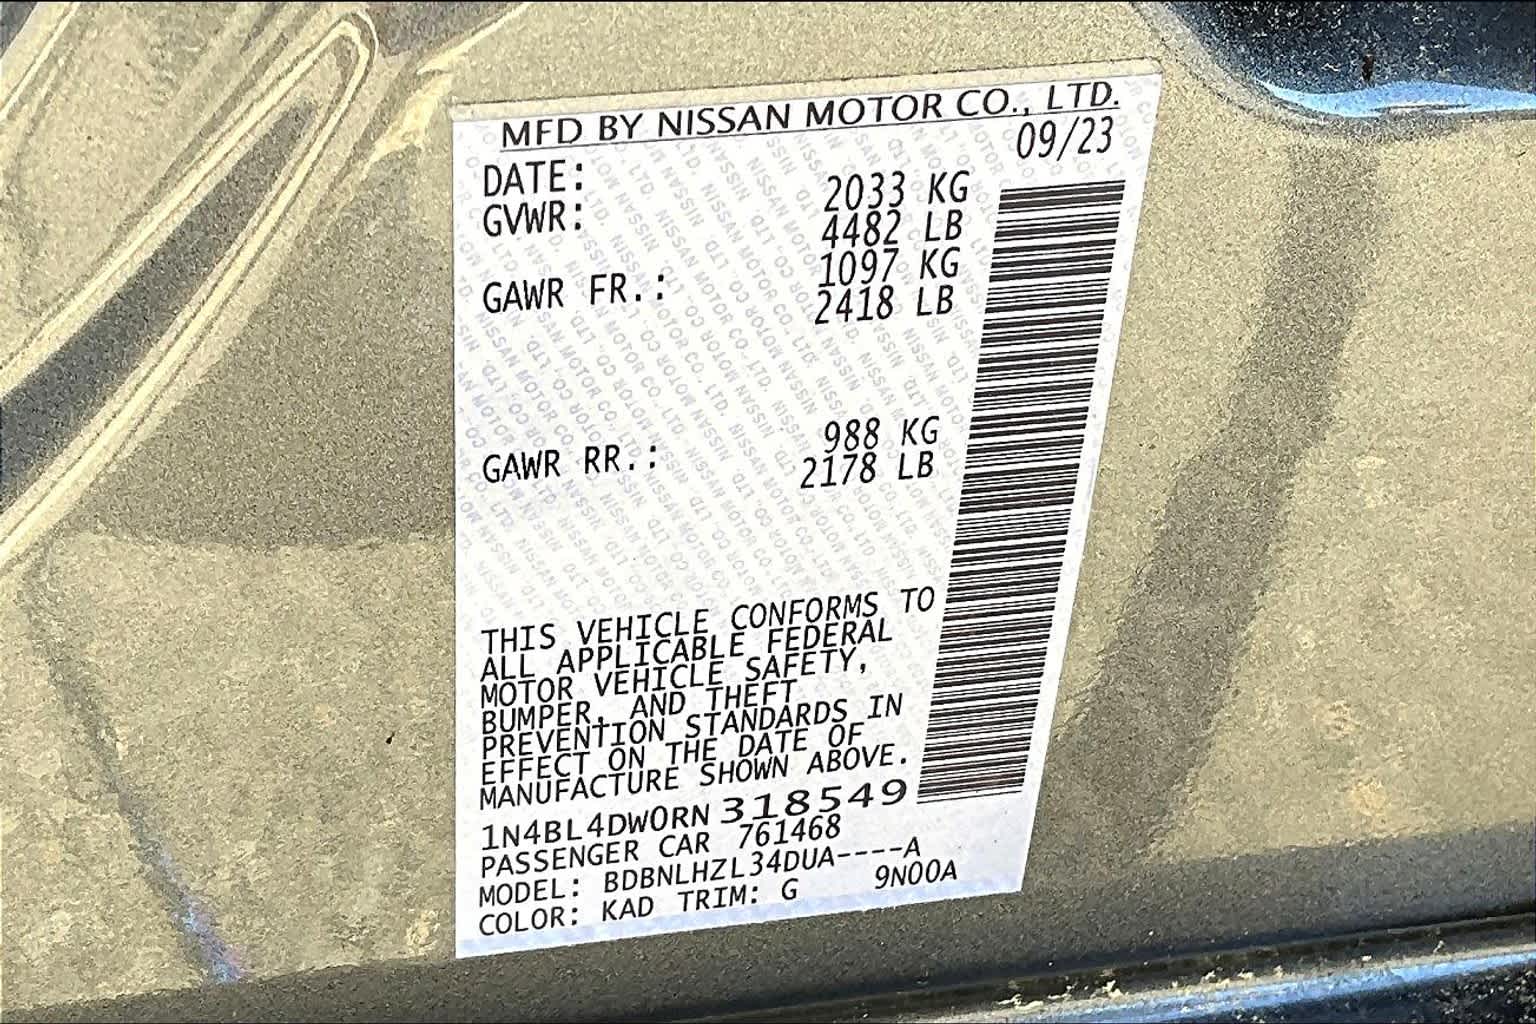 MFD BY NISSAN MOTOR CO., LTD.
DATE: 09/23
GVWR: 2033 KG
4482 LB
GAWR FR.: 1097 KG
2418 LB
GAWR RR.: 988 KG
2178 LB
THIS VEHICLE CONFORMS TO
ALL APPLICABLE FEDERAL
MOTOR VEHICLE SAFETY,
BUMPER, AND THEFT
PREVENTION STANDARDS IN
EFFECT ON THE DATE OF
MANUFACTURE SHOWN ABOVE.
1N4BL4DW0RN318549
PASSENGER CAR 761468
MODEL: BDBNLHZL34DUA----A
COLOR: KAD TRIM: G 9N00A